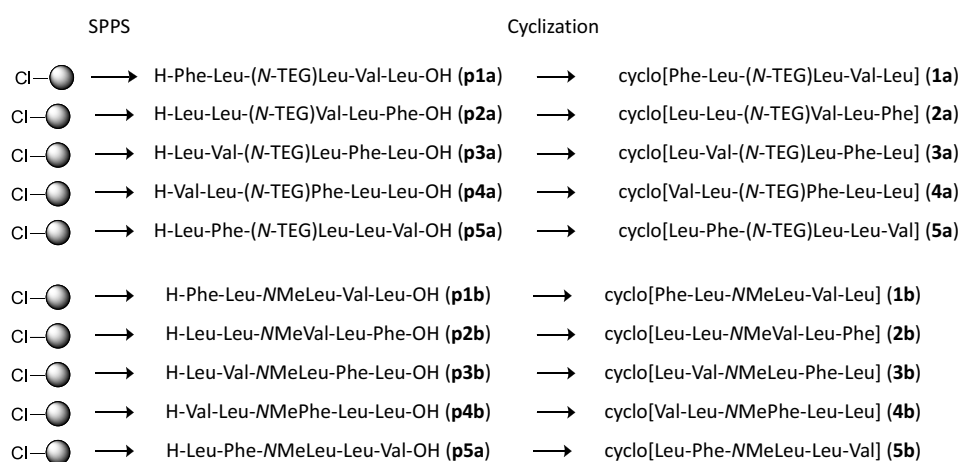 SPPS Cyclization
Cl H-Phe-Leu-(N-TEG)Leu-Val-Leu-OH (p1a) cyclo[Phe-Leu-(N-TEG)Leu-Val-Leu] (1a)
Cl H-Leu-Leu-(N-TEG)Val-Leu-Phe-OH (p2a) cyclo[Leu-Leu-(N-TEG)Val-Leu-Phe] (2a)
Cl H-Leu-Val-(N-TEG)Leu-Phe-Leu-OH (p3a) cyclo[Leu-Val-(N-TEG)Leu-Phe-Leu] (3a)
Cl H-Val-Leu-(N-TEG)Phe-Leu-Leu-OH (p4a) cyclo[Val-Leu-(N-TEG)Phe-Leu-Leu] (4a)
Cl H-Leu-Phe-(N-TEG)Leu-Leu-Val-OH (p5a) cyclo[Leu-Phe-(N-TEG)Leu-Leu-Val] (5a)
Cl H-Phe-Leu-NMeLeu-Val-Leu-OH (p1b) cyclo[Phe-Leu-NMeLeu-Val-Leu] (1b)
Cl H-Leu-Leu-NMeVal-Leu-Phe-OH (p2b) cyclo[Leu-Leu-NMeVal-Leu-Phe] (2b)
Cl H-Leu-Val-NMeLeu-Phe-Leu-OH (p3b) cyclo[Leu-Val-NMeLeu-Phe-Leu] (3b)
Cl H-Val-Leu-NMePhe-Leu-Leu-OH (p4b) cyclo[Val-Leu-NMePhe-Leu-Leu] (4b)
Cl H-Leu-Phe-NMeLeu-Leu-Val-OH (p5a) cyclo[Leu-Phe-NMeLeu-Leu-Val] (5b)